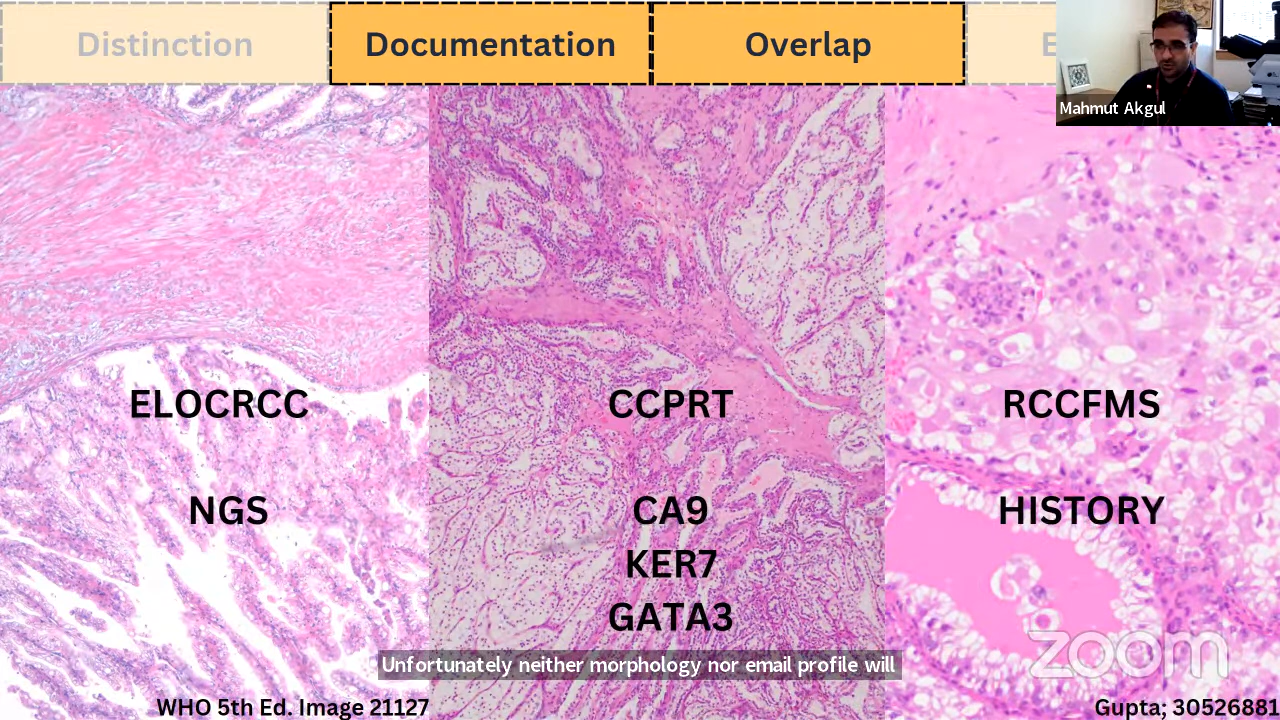 Distinction
Documentation
Overlap
E
Mahmut Akgul
ELOCRCC
CCPRT
RCCFMS
NGS
CA9
HISTORY
KER7
GATA3
Unfortunately neither morphology nor email profile will
zoom
WHO 5th Ed. Image 21127
Gupta; 30526881